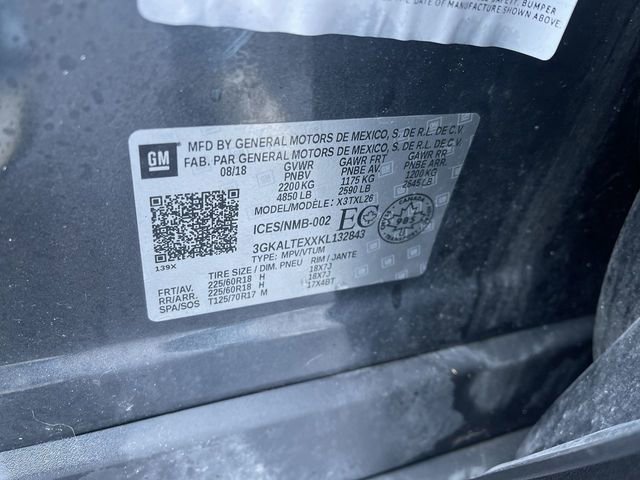 SAFETY, BUMPER
DATE OF MANUFACTURE SHOWN ABOVE
GM
MFD BY GENERAL MOTORS DE MEXICO, S. DE R.L. DE C.V.
FAB. PAR GENERAL MOTORS DE MEXICO, S. DE R.L. DE C.V.
08/18 GVWR GAWR FRT GAWR RR
PNBV PNBE AV. PNBE ARR.
2200 KG 1175 KG 1200 KG
4850 LB 2590 LB 2645 LB
MODEL/MODÈLE: X3TXL26
ICES/NMB-002 EC CANADA
3GKALTEXXKL132843
TYPE: MPV/VTUM
139X
TIRE SIZE / DIM. PNEU RIM / JANTE
FRT/AV. 225/60R18 H 18X7J
RR/ARR. 225/60R18 H 18X7J
SPA/SOS T125/70R17 M 17X4BT